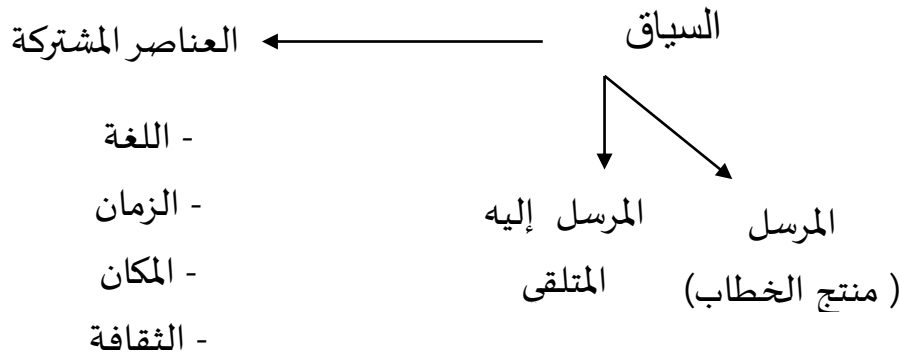 السياق
العناصر المشتركة
- اللغة
- الزمان
- المكان
- الثقافة
المرسل
( منتج الخطاب)
المرسل إليه
المتلقى